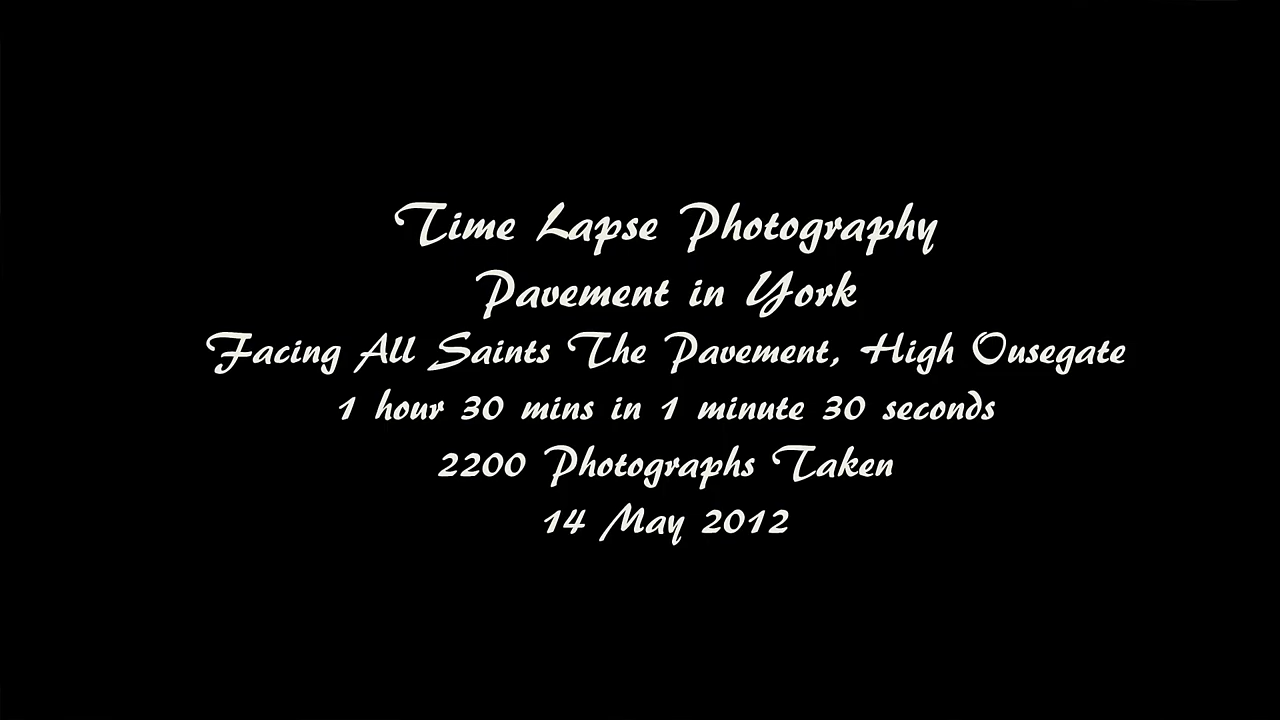 Time Lapse Photography
Pavement in York
Facing All Saints The Pavement, High Ousegate
1 hour 30 mins in 1 minute 30 seconds
2200 Photographs Taken
14 May 2012